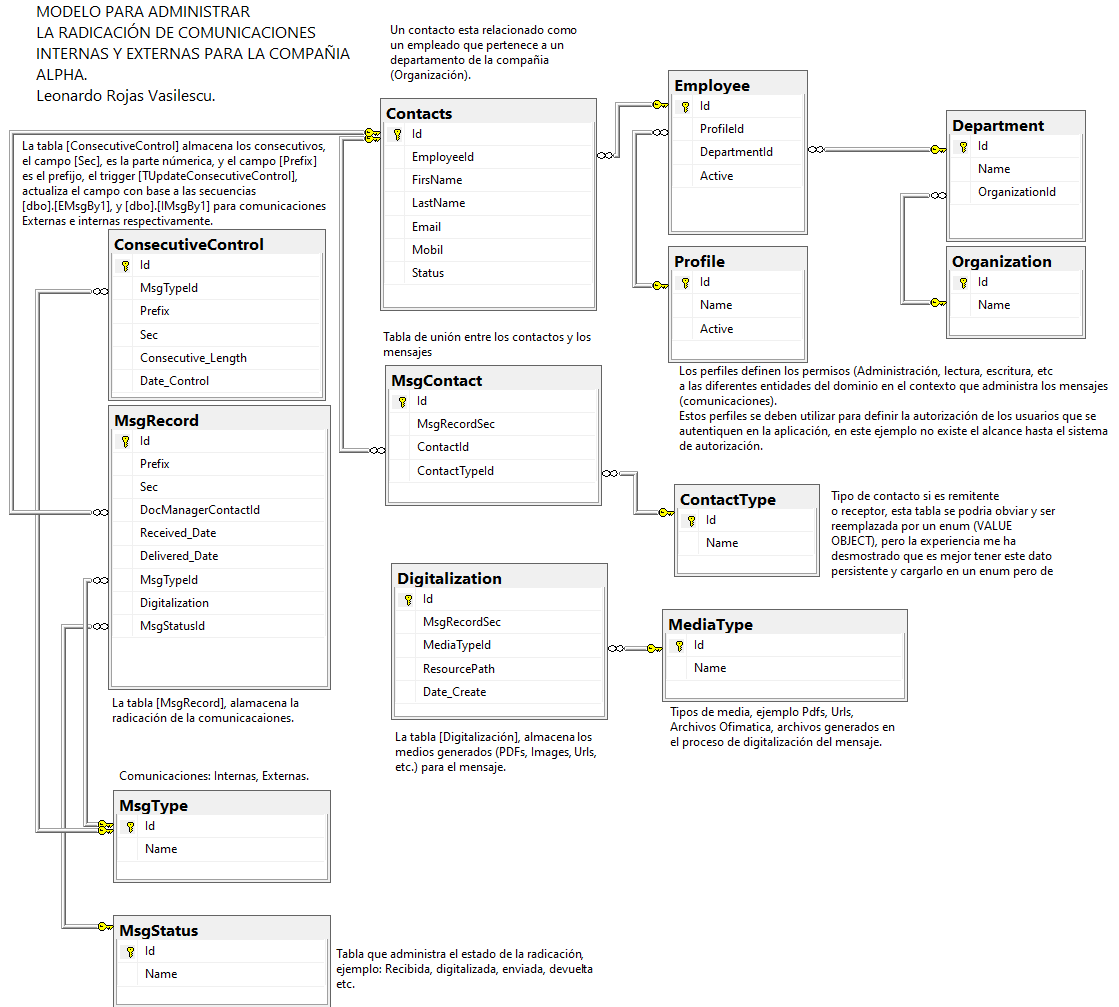 MODELO PARA ADMINISTRAR
LA RADICACIÓN DE COMUNICACIONES
INTERNAS Y EXTERNAS PARA LA COMPAÑIA
ALPHA.
Leonardo Rojas Vasilescu.
Un contacto esta relacionado como
un empleado que pertenece a un
departamento de la compañia
(Organización).
La tabla [ConsecutiveControl] almacena los consecutivos,
el campo [Sec], es la parte númerica, y el campo [Prefix]
es el prefijo, el trigger [TUpdateConsecutiveControl],
actualiza el campo con base a las secuencias
[dbo].[EMsgBy1], y [dbo].[IMsgBy1] para comunicaciones
Externas e internas respectivamente.
Contacts
Id
EmployeeId
FirsName
LastName
Email
Mobil
Status
Employee
Id
ProfileId
DepartmentId
Active
Department
Id
Name
OrganizationId
ConsecutiveControl
Id
MsgTypeId
Prefix
Sec
Consecutive_Length
Date_Control
Profile
Id
Name
Active
Organization
Id
Name
Tabla de unión entre los contactos y los
mensajes
MsgContact
Id
MsgRecordSec
ContactId
ContactTypeId
Los perfiles definen los permisos (Administración, lectura, escritura, etc
a las diferentes entidades del dominio en el contexto que administra los mensajes
(comunicaciones).
Estos perfiles se deben utilizar para definir la autorización de los usuarios que se
autentiquen en la aplicación, en este ejemplo no existe el alcance hasta el sistema
de autorización.
MsgRecord
Id
Prefix
Sec
DocManagerContactId
Received_Date
Delivered_Date
MsgTypeId
Digitalization
MsgStatusId
ContactType
Id
Name
Tipo de contacto si es remitente
o receptor, esta tabla se podria obviar y ser
reemplazada por un enum (VALUE
OBJECT), pero la experiencia me ha
desmostrado que es mejor tener este dato
persistente y cargarlo en un enum pero de
Digitalization
Id
MsgRecordSec
MediaTypeId
ResourcePath
Date_Create
MediaType
Id
Name
La tabla [MsgRecord], alamacena la
radicación de la comunicacaiones.
La tabla [Digitalización], almacena los
medios generados (PDFs, Images, Urls,
etc.) para el mensaje.
Tipos de media, ejemplo Pdfs, Urls,
Archivos Ofimatica, archivos generados en
el proceso de digitalización del mensaje.
Comunicaciones: Internas, Externas.
MsgType
Id
Name
MsgStatus
Id
Name
Tabla que administra el estado de la radicación,
ejemplo: Recibida, digitalizada, enviada, devuelta
etc.